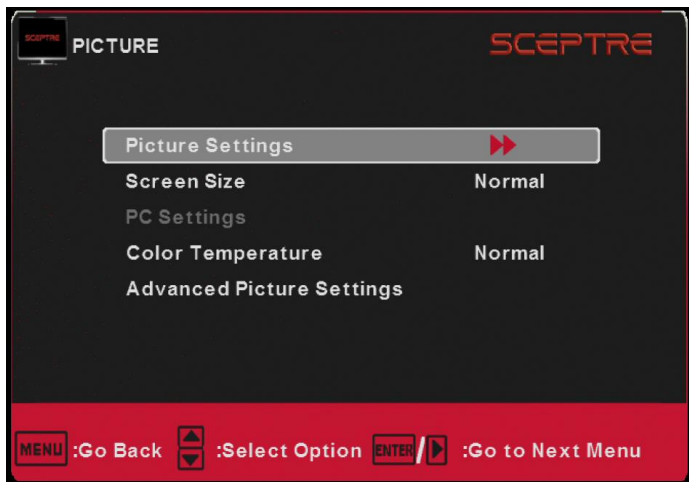 SCEPTRE
PICTURE
SCEPTRE
Picture Settings
Screen Size Normal
PC Settings
Color Temperature Normal
Advanced Picture Settings
MENU :Go Back :Select Option ENTER/ :Go to Next Menu